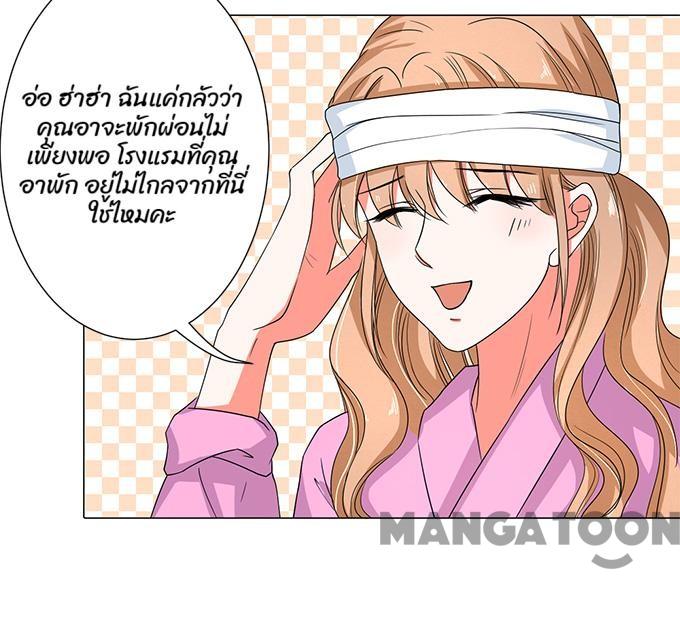 อ่อ ฮ่าฮ่า ฉันแค่กลัวว่า
คุณอาจะพักผ่อนไม่
เพียงพอ โรงแรมที่คุณ
อาพัก อยู่ไม่ไกลจากที่นี่
ใช่ไหมคะ
MANGATOON